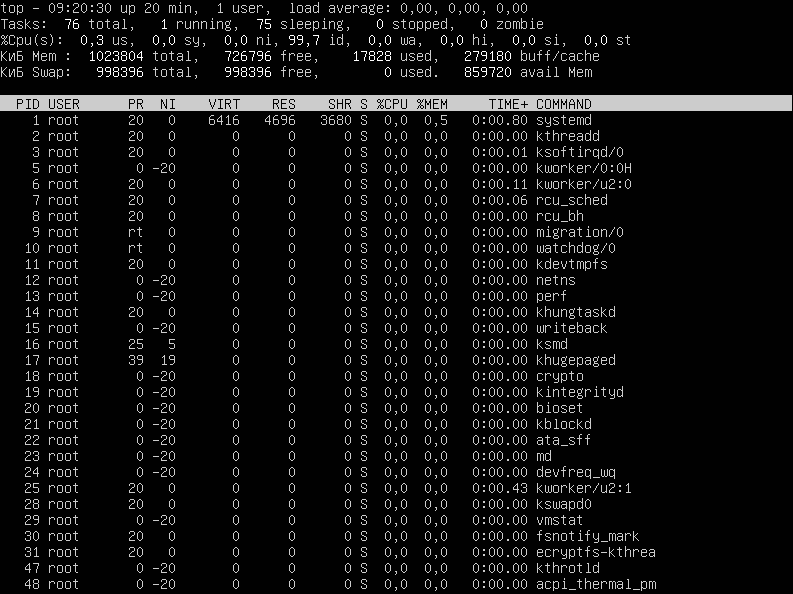 top - 09:20:30 up 20 min,  1 user,  load average: 0,00, 0,00, 0,00
Tasks:  76 total,   1 running,  75 sleeping,   0 stopped,   0 zombie
%Cpu(s):  0,3 us,  0,0 sy,  0,0 ni, 99,7 id,  0,0 wa,  0,0 hi,  0,0 si,  0,0 st
КиБ Mem :  1023804 total,   726796 free,    17828 used,   279180 buff/cache
КиБ Swap:   998396 total,   998396 free,        0 used.   859720 avail Mem
  PID USER      PR  NI    VIRT    RES    SHR S %CPU %MEM     TIME+ COMMAND
    1 root      20   0    6416   4696   3680 S  0,0  0,5   0:00.80 systemd
    2 root      20   0       0      0      0 S  0,0  0,0   0:00.00 kthreadd
    3 root      20   0       0      0      0 S  0,0  0,0   0:00.01 ksoftirqd/0
    5 root       0 -20       0      0      0 S  0,0  0,0   0:00.00 kworker/0:0H
    6 root      20   0       0      0      0 S  0,0  0,0   0:00.11 kworker/u2:0
    7 root      20   0       0      0      0 S  0,0  0,0   0:00.06 rcu_sched
    8 root      20   0       0      0      0 S  0,0  0,0   0:00.00 rcu_bh
    9 root      rt   0       0      0      0 S  0,0  0,0   0:00.00 migration/0
   10 root      rt   0       0      0      0 S  0,0  0,0   0:00.00 watchdog/0
   11 root      20   0       0      0      0 S  0,0  0,0   0:00.00 kdevtmpfs
   12 root       0 -20       0      0      0 S  0,0  0,0   0:00.00 netns
   13 root       0 -20       0      0      0 S  0,0  0,0   0:00.00 perf
   14 root      20   0       0      0      0 S  0,0  0,0   0:00.00 khungtaskd
   15 root       0 -20       0      0      0 S  0,0  0,0   0:00.00 writeback
   16 root      25   5       0      0      0 S  0,0  0,0   0:00.00 ksmd
   17 root      39  19       0      0      0 S  0,0  0,0   0:00.00 khugepaged
   18 root       0 -20       0      0      0 S  0,0  0,0   0:00.00 crypto
   19 root       0 -20       0      0      0 S  0,0  0,0   0:00.00 kintegrityd
   20 root       0 -20       0      0      0 S  0,0  0,0   0:00.00 bioset
   21 root       0 -20       0      0      0 S  0,0  0,0   0:00.00 kblockd
   22 root       0 -20       0      0      0 S  0,0  0,0   0:00.00 ata_sff
   23 root       0 -20       0      0      0 S  0,0  0,0   0:00.00 md
   24 root       0 -20       0      0      0 S  0,0  0,0   0:00.00 devfreq_wq
   25 root      20   0       0      0      0 S  0,0  0,0   0:00.43 kworker/u2:1
   28 root      20   0       0      0      0 S  0,0  0,0   0:00.00 kswapd0
   29 root       0 -20       0      0      0 S  0,0  0,0   0:00.00 vmstat
   30 root      20   0       0      0      0 S  0,0  0,0   0:00.00 fsnotify_mark
   31 root      20   0       0      0      0 S  0,0  0,0   0:00.00 ecryptfs-kthrea
   47 root       0 -20       0      0      0 S  0,0  0,0   0:00.00 kthrotld
   48 root       0 -20       0      0      0 S  0,0  0,0   0:00.00 acpi_thermal_pm